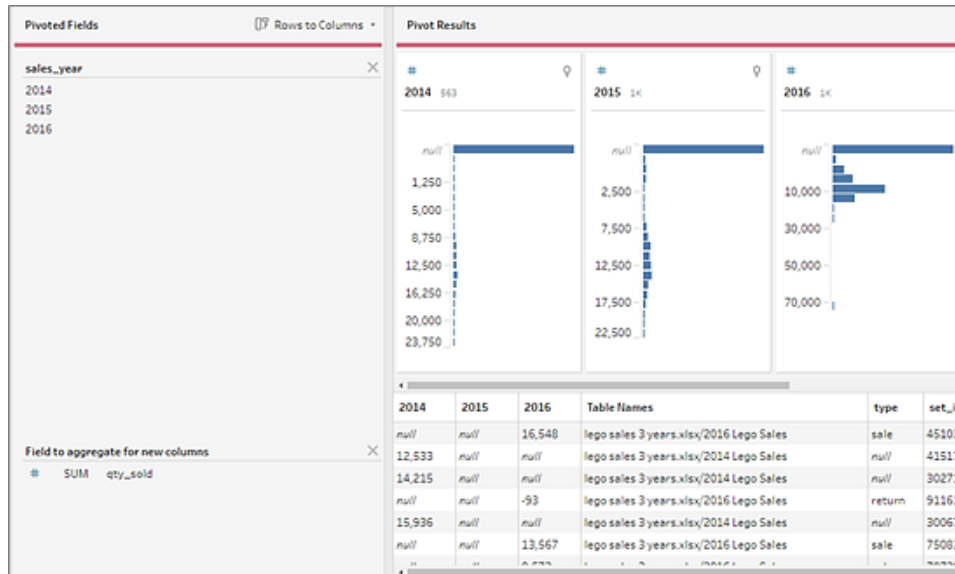 Pivoted Fields
Rows to Columns
sales_year
2014
2015
2016
Field to aggregate for new columns
# SUM qty_sold
Pivot Results
#
2014 563
null
1,250
5,000
8,750
12,500
16,250
20,000
23,750
#
2015 1K
null
2,500
7,500
12,500
17,500
22,500
#
2016 1K
null
10,000
30,000
50,000
70,000
2014 2015 2016 Table Names type
null null 16,548 lego sales 3 years.xlsx/2016 Lego Sales sale
12,533 null null lego sales 3 years.xlsx/2014 Lego Sales null
14,215 null null lego sales 3 years.xlsx/2014 Lego Sales null
null null -93 lego sales 3 years.xlsx/2016 Lego Sales return
15,936 null null lego sales 3 years.xlsx/2014 Lego Sales null
null null 13,567 lego sales 3 years.xlsx/2016 Lego Sales sale